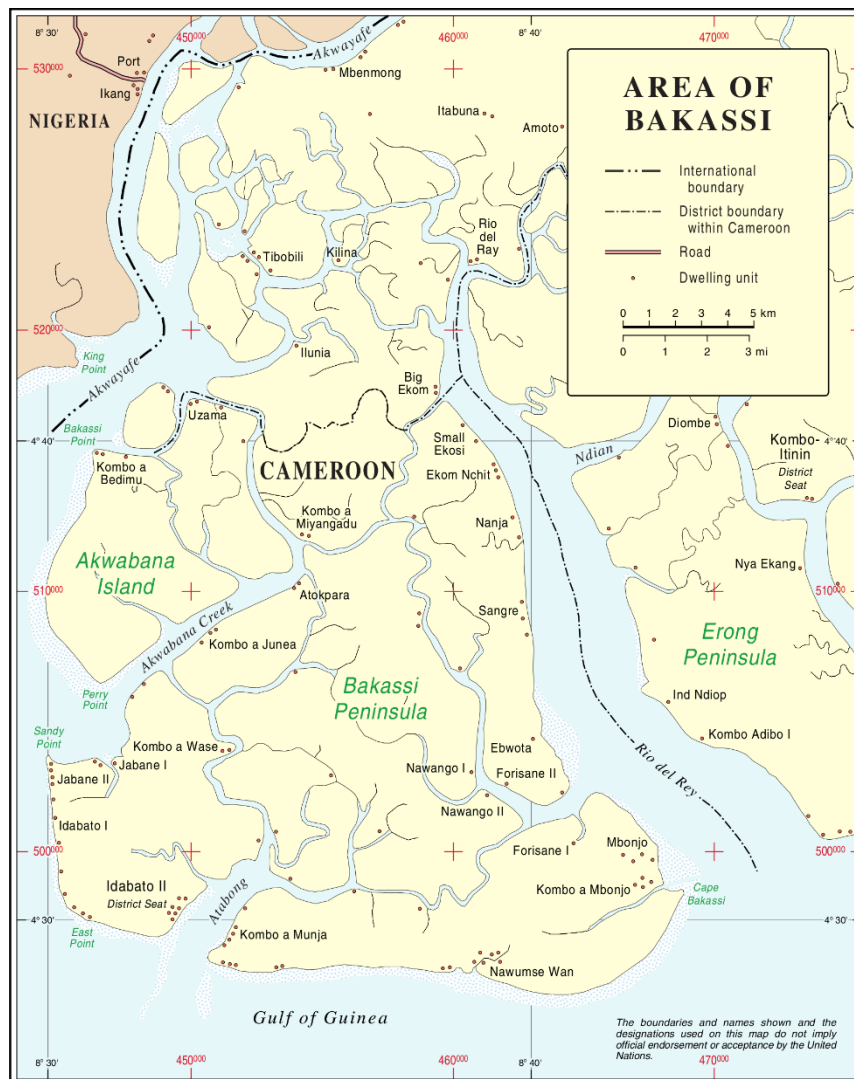 450000
460000
470000
8° 30'
8° 40'
530000
Port
Ikang
NIGERIA
Akwayafe
Mbenmong
Itabuna
Amoto
AREA OF
BAKASSI
International
boundary
District boundary
within Cameroon
Road
Dwelling unit
0 1 2 3 4 5 km
0 1 2 3 mi
Rio
del
Ray
Tibobili
Kilina
520000
King
Point
Akwayafe
Ilunia
Big
Ekom
Uzama
Bakassi
Point
4° 40'
Kombo a
Bedimu
CAMEROON
Small
Ekosi
Ekom Nchit
Ndian
Diombe
Kombo-
Itinin
District
Seat
Kombo a
Miyangadu
Nanja
Akwabana
Island
Nya Ekang
510000
510000
Atokpara
Akwabana Creek
Kombo a Junea
Sangre
Erong
Peninsula
Bakassi
Peninsula
Perry
Point
Ind Ndiop
Sandy
Point
Kombo a Wase
Kombo Adibo I
Jabane II
Jabane I
Nawango I
Ebwota
Forisane II
Rio del Rey
Nawango II
Idabato I
Forisane I
Mbonjo
500000
500000
Idabato II
District Seat
Kombo a Mbonjo
Cape
Bakassi
Atabong
4° 30'
4° 30'
East
Point
Kombo a Munja
Nawumse Wan
Gulf of Guinea
The boundaries and names shown and the
designations used on this map do not imply
official endorsement or acceptance by the United
Nations.
8° 30'
450000
460000
8° 40'
470000